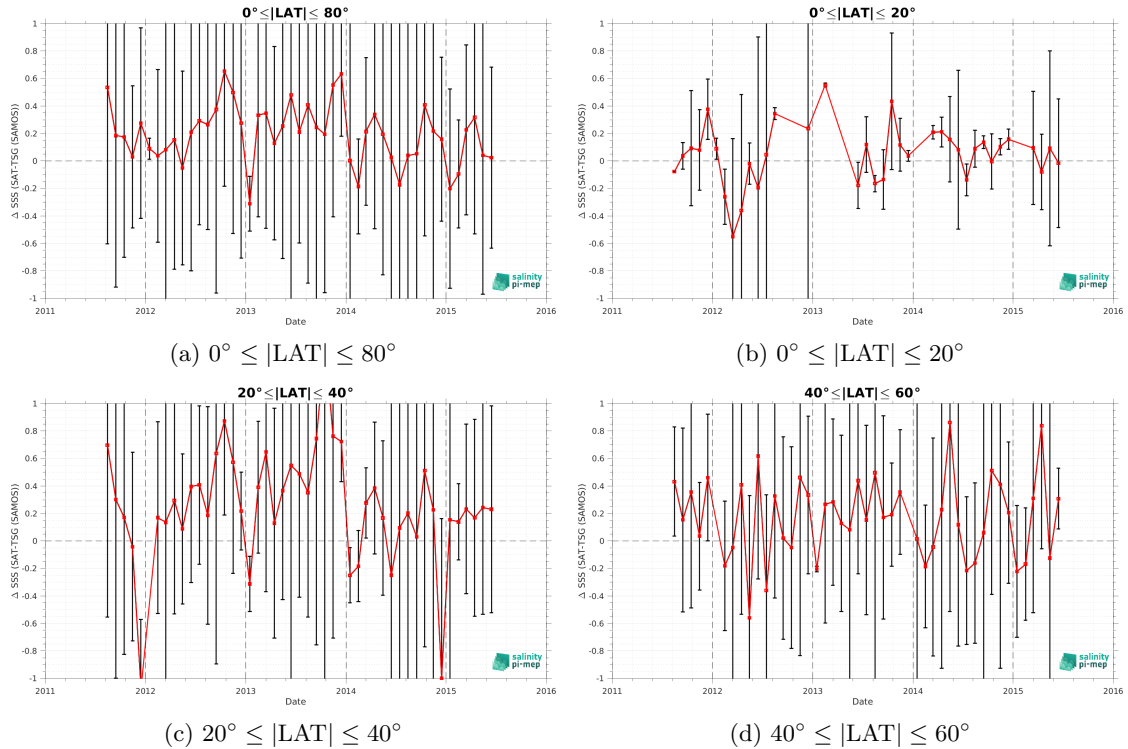 0°≤|LAT|≤ 80°
1
0.8
0.6
0.4
0.2
0
-0.2
-0.4
-0.6
-0.8
-1
Δ SSS (SAT-TSG (SAMOS))
2011 2012 2013 2014 2015 2016
Date
salinity
pi-mep
(a) 0° ≤ |LAT| ≤ 80°
0°≤|LAT|≤ 20°
1
0.8
0.6
0.4
0.2
0
-0.2
-0.4
-0.6
-0.8
-1
Δ SSS (SAT-TSG (SAMOS))
2011 2012 2013 2014 2015 2016
Date
salinity
pi-mep
(b) 0° ≤ |LAT| ≤ 20°
20°≤|LAT|≤ 40°
1
0.8
0.6
0.4
0.2
0
-0.2
-0.4
-0.6
-0.8
-1
Δ SSS (SAT-TSG (SAMOS))
2011 2012 2013 2014 2015 2016
Date
salinity
pi-mep
(c) 20° ≤ |LAT| ≤ 40°
40°≤|LAT|≤ 60°
1
0.8
0.6
0.4
0.2
0
-0.2
-0.4
-0.6
-0.8
-1
Δ SSS (SAT-TSG (SAMOS))
2011 2012 2013 2014 2015 2016
Date
salinity
pi-mep
(d) 40° ≤ |LAT| ≤ 60°